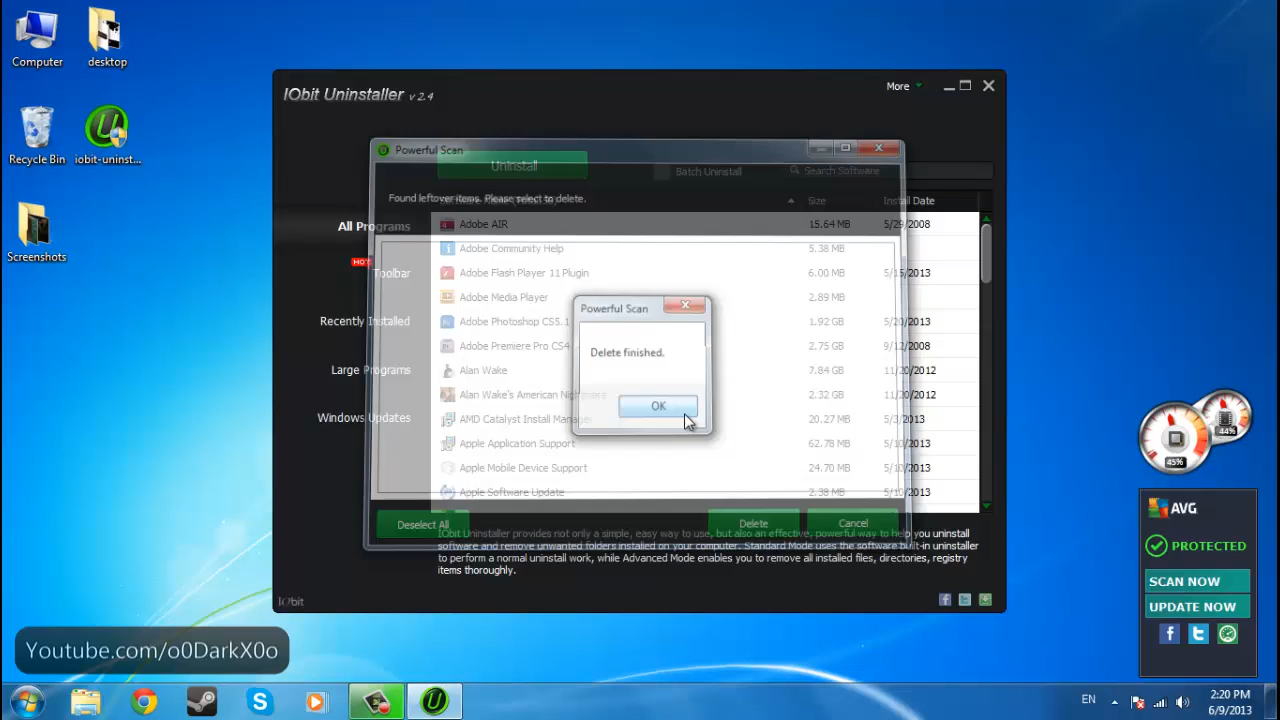 Computer
desktop
Recycle Bin
iobit-uninst...
Screenshots
IObit Uninstaller v 2.4
More
Powerful Scan
Uninstall
Batch Uninstall
Search Software
Found leftover items. Please select to delete.
Size
Install Date
All Programs
HOT
Toolbar
Recently Installed
Large Programs
Windows Updates
Adobe AIR 15.64 MB 5/29/2008
Adobe Community Help 5.38 MB
Adobe Flash Player 11 Plugin 6.00 MB 5/15/2013
Adobe Media Player 2.89 MB
Adobe Photoshop CS5.1 1.92 GB 5/20/2013
Adobe Premiere Pro CS4 2.75 GB 9/12/2008
Alan Wake 7.84 GB 11/20/2012
Alan Wake's American Nightmare 2.32 GB 11/20/2012
AMD Catalyst Install Manager 20.27 MB 5/3/2013
Apple Application Support 62.78 MB 5/10/2013
Apple Mobile Device Support 24.70 MB 5/10/2013
Apple Software Update 2.38 MB 5/10/2013
Powerful Scan
Delete finished.
OK
Deselect All
Delete
Cancel
IObit Uninstaller provides not only a simple, easy way to use, but also an effective, powerful way to help you uninstall
software and remove unwanted folders installed on your computer. Standard Mode uses the software built-in uninstaller
to perform a normal uninstall work, while Advanced Mode enables you to remove all installed files, directories, registry
items thoroughly.
IObit
44%
45%
AVG
PROTECTED
SCAN NOW
UPDATE NOW
Youtube.com/o0DarkX0o
EN
2:20 PM
6/9/2013